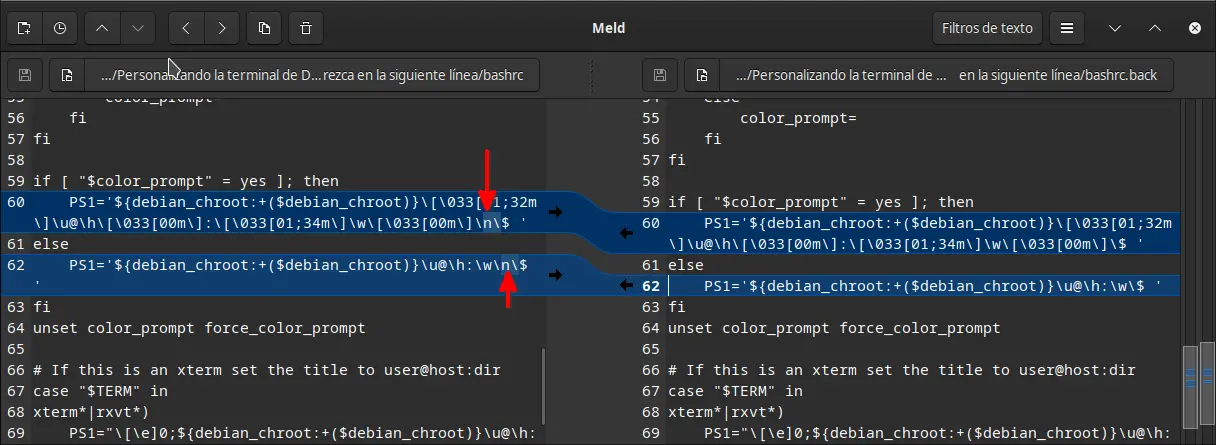 Meld
Filtros de texto
.../Personalizando la terminal de D...rezca en la siguiente línea/bashrc
.../Personalizando la terminal de ... en la siguiente línea/bashrc.back
55 color_prompt=
56 fi
57 fi
58
59 if [ "$color_prompt" = yes ]; then
60 PS1='${debian_chroot:+($debian_chroot)}\[\033[01;32m
\]\u@\h\[\033[00m\]:\[\033[01;34m\]\w\[\033[00m\]\n\$ '
61 else
62 PS1='${debian_chroot:+($debian_chroot)}\u@\h:\w\n\$
'
63 fi
64 unset color_prompt force_color_prompt
65
66 # If this is an xterm set the title to user@host:dir
67 case "$TERM" in
68 xterm*|rxvt*)
69 PS1="\[\e]0;${debian_chroot:+($debian_chroot)}\u@\h:
54 else
55 color_prompt=
56 fi
57 fi
58
59 if [ "$color_prompt" = yes ]; then
60 PS1='${debian_chroot:+($debian_chroot)}\[\033[01;32m
\]\u@\h\[\033[00m\]:\[\033[01;34m\]\w\[\033[00m\]\$ '
61 else
62 PS1='${debian_chroot:+($debian_chroot)}\u@\h:\w\$ '
63 fi
64 unset color_prompt force_color_prompt
65
66 # If this is an xterm set the title to user@host:dir
67 case "$TERM" in
68 xterm*|rxvt*)
69 PS1="\[\e]0;${debian_chroot:+($debian_chroot)}\u@\h: